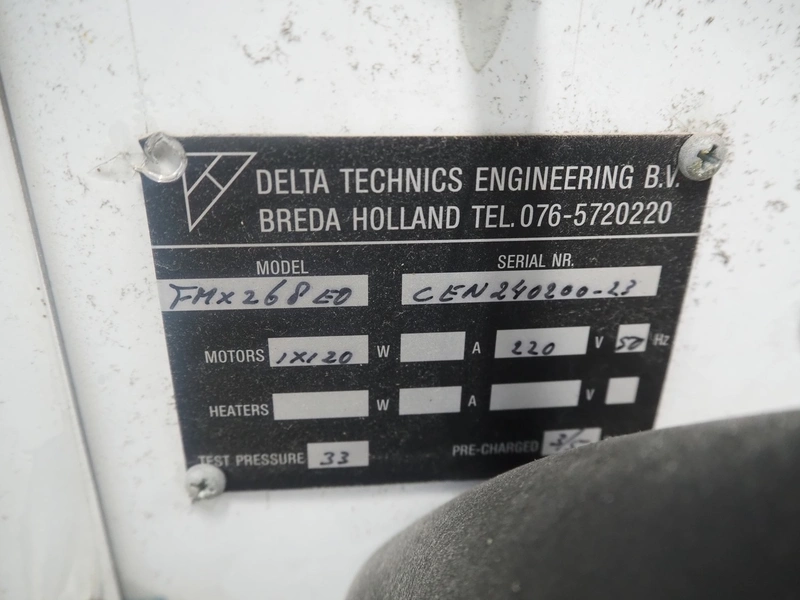 DELTA TECHNICS ENGINEERING B.V.
BREDA HOLLAND TEL. 076-5720220
MODEL SERIAL NR.
FMX268E0 CEN240200-23
MOTORS 1X120 W A 220 V 50 Hz
HEATERS W A V
TEST PRESSURE 33 PRE-CHARGED